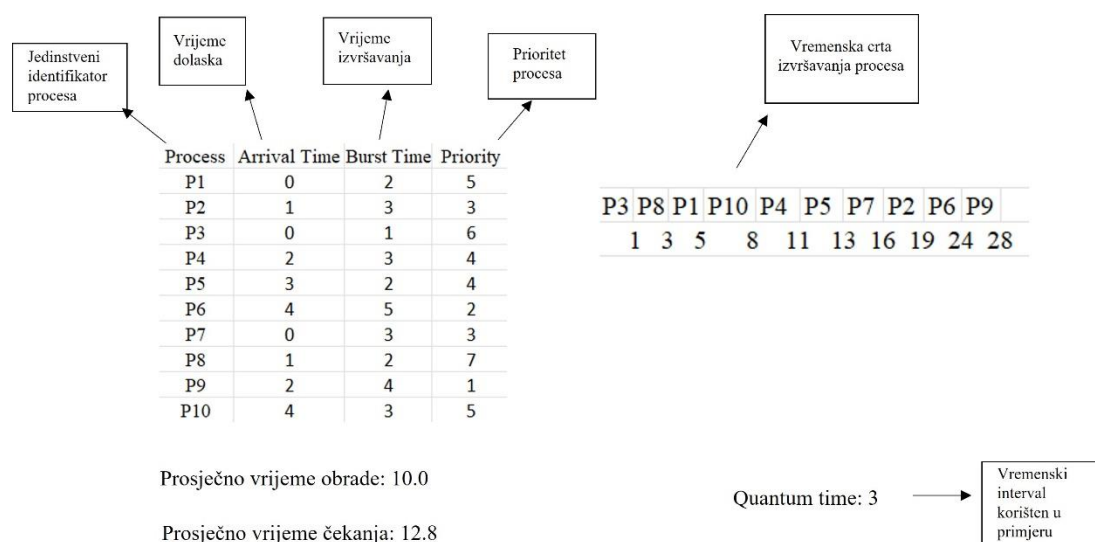 Jedinstveni
identifikator
procesa
Vrijeme
dolaska
Vrijeme
izvršavanja
Prioritet
procesa
Vremenska crta
izvršavanja procesa
Process Arrival Time Burst Time Priority
P1 0 2 5
P2 1 3 3
P3 0 1 6
P4 2 3 4
P5 3 2 4
P6 4 5 2
P7 0 3 3
P8 1 2 7
P9 2 4 1
P10 4 3 5
P3 P8 P1 P10 P4 P5 P7 P2 P6 P9
1 3 5 8 11 13 16 19 24 28
Prosječno vrijeme obrade: 10.0
Prosječno vrijeme čekanja: 12.8
Quantum time: 3
Vremenski
interval
korišten u
primjeru